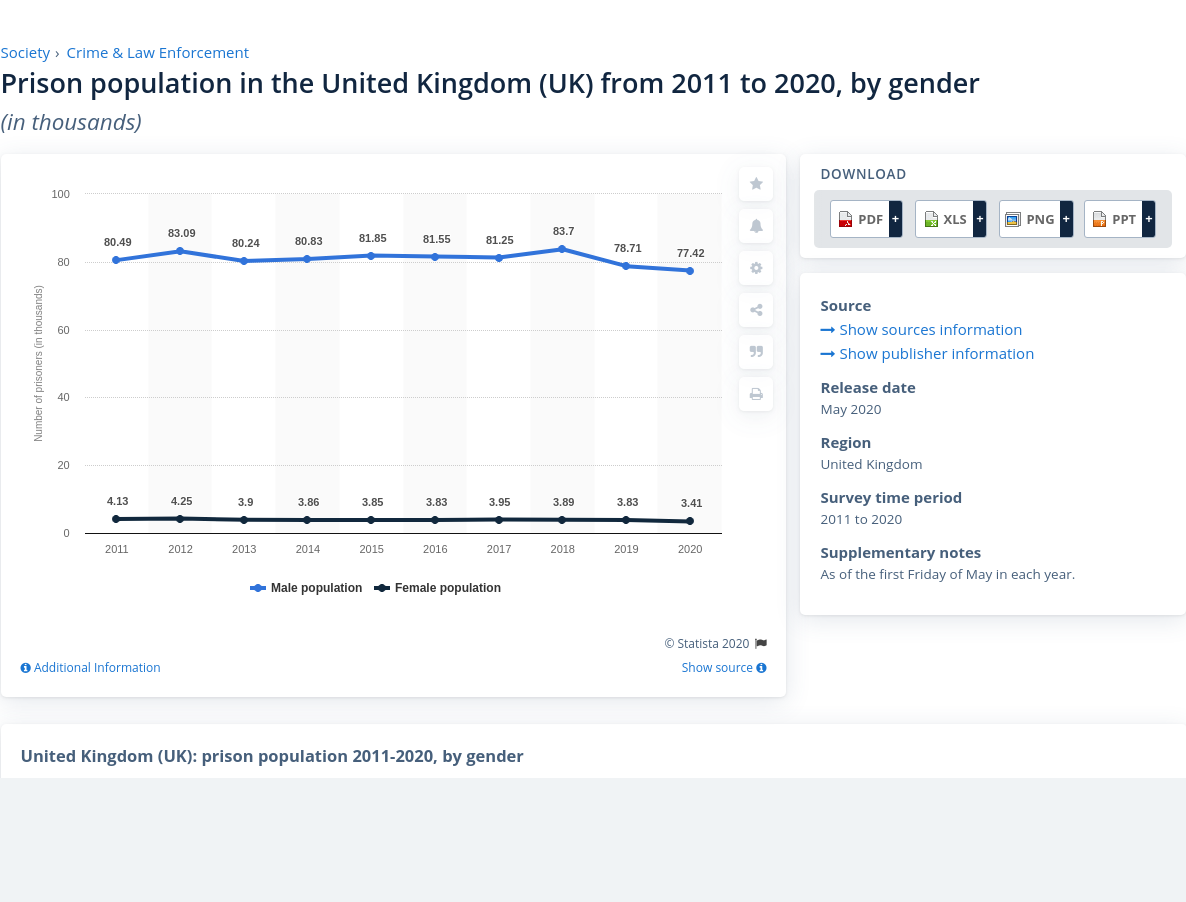 Society › Crime & Law Enforcement
Prison population in the United Kingdom (UK) from 2011 to 2020, by gender
(in thousands)
Number of prisoners (in thousands)
100
80
60
40
20
0
80.49 83.09 80.24 80.83 81.85 81.55 81.25 83.7 78.71 77.42
4.13 4.25 3.9 3.86 3.85 3.83 3.95 3.89 3.83 3.41
2011 2012 2013 2014 2015 2016 2017 2018 2019 2020
Male population Female population
© Statista 2020
Additional Information
Show source
DOWNLOAD
PDF + XLS + PNG + PPT +
Source
Show sources information
Show publisher information
Release date
May 2020
Region
United Kingdom
Survey time period
2011 to 2020
Supplementary notes
As of the first Friday of May in each year.
United Kingdom (UK): prison population 2011-2020, by gender